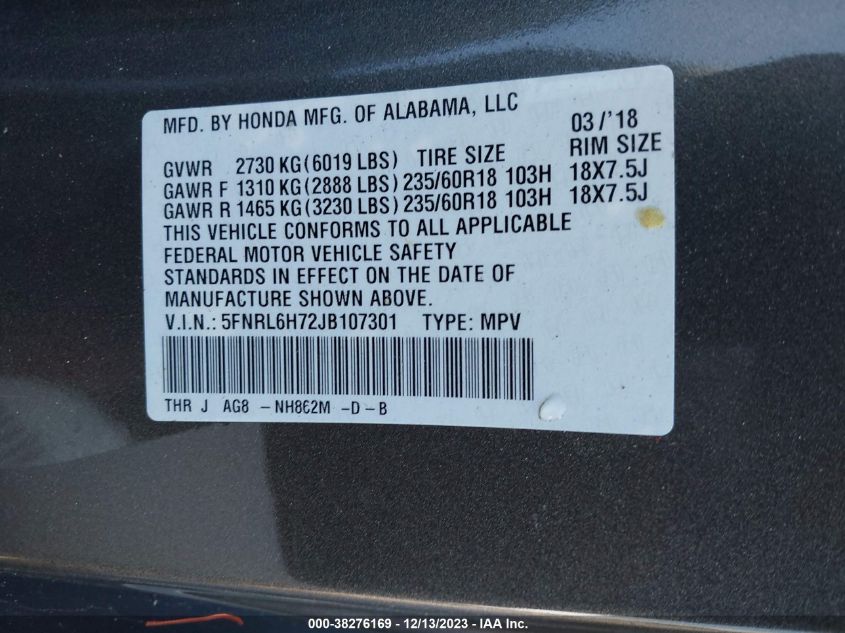 MFD. BY HONDA MFG. OF ALABAMA, LLC 03/'18
GVWR 2730 KG(6019 LBS) TIRE SIZE RIM SIZE
GAWR F 1310 KG(2888 LBS) 235/60R18 103H 18X7.5J
GAWR R 1465 KG(3230 LBS) 235/60R18 103H 18X7.5J
THIS VEHICLE CONFORMS TO ALL APPLICABLE
FEDERAL MOTOR VEHICLE SAFETY
STANDARDS IN EFFECT ON THE DATE OF
MANUFACTURE SHOWN ABOVE.
V.I.N.: 5FNRL6H72JB107301 TYPE: MPV
THR J AG8 -NH862M -D-B
000-38276169 - 12/13/2023 - IAA Inc.